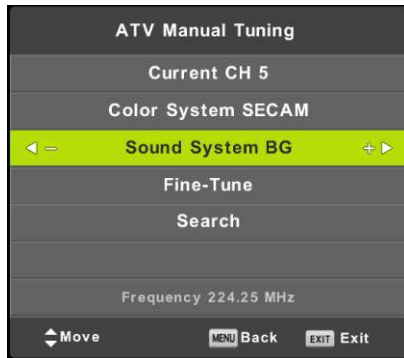 ATV Manual Tuning
Current CH 5
Color System SECAM
Sound System BG
Fine-Tune
Search
Frequency 224.25 MHz
Move MENU Back EXIT Exit